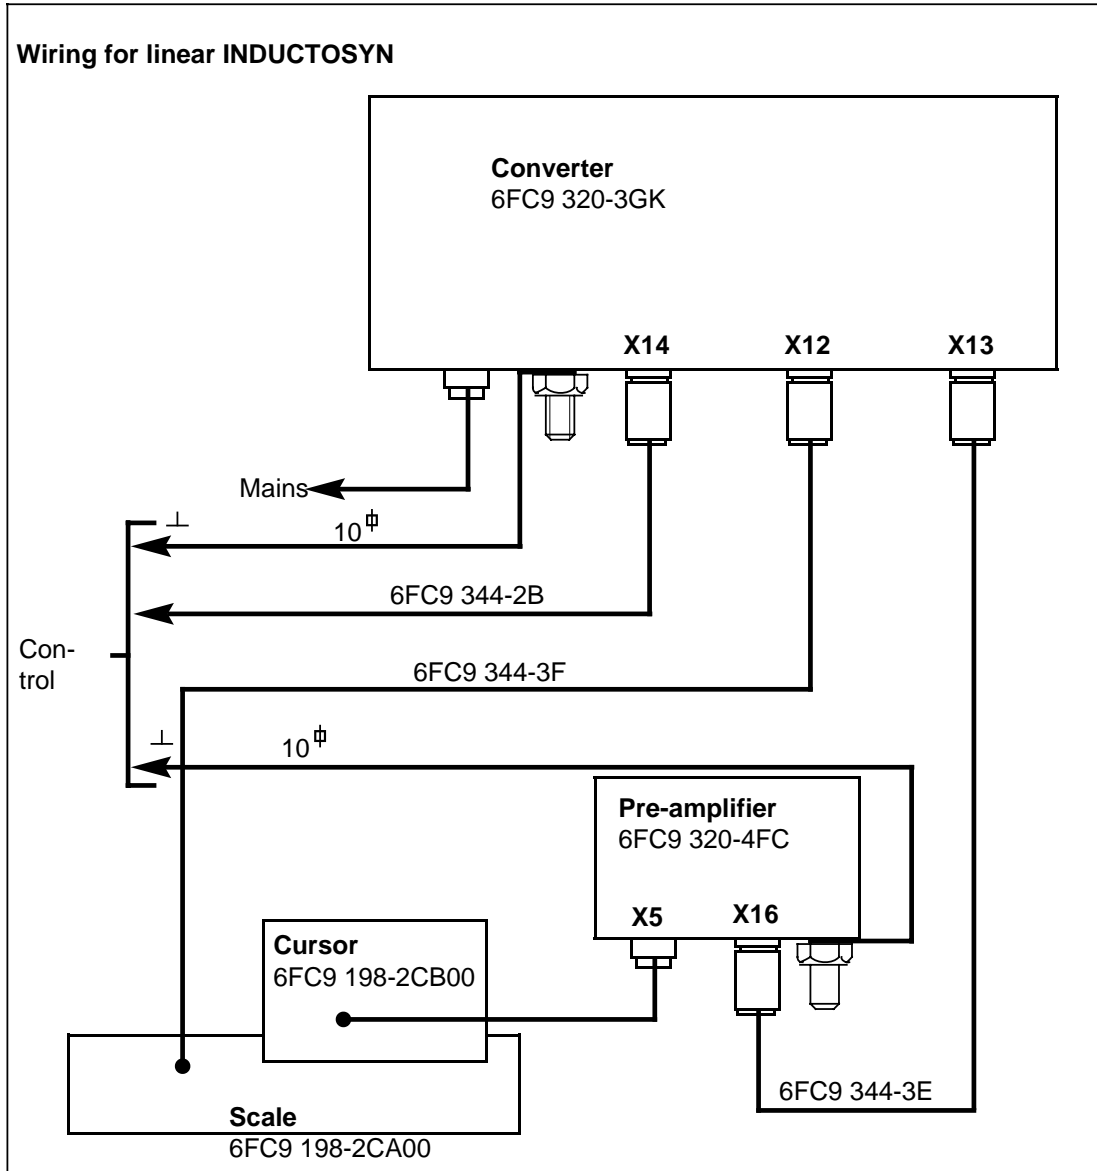 Wiring for linear INDUCTOSYN
Converter
6FC9 320-3GK
X14 X12 X13
Mains
10
6FC9 344-2B
Con-
trol
6FC9 344-3F
10
Pre-amplifier
6FC9 320-4FC
X5 X16
Cursor
6FC9 198-2CB00
6FC9 344-3E
Scale
6FC9 198-2CA00